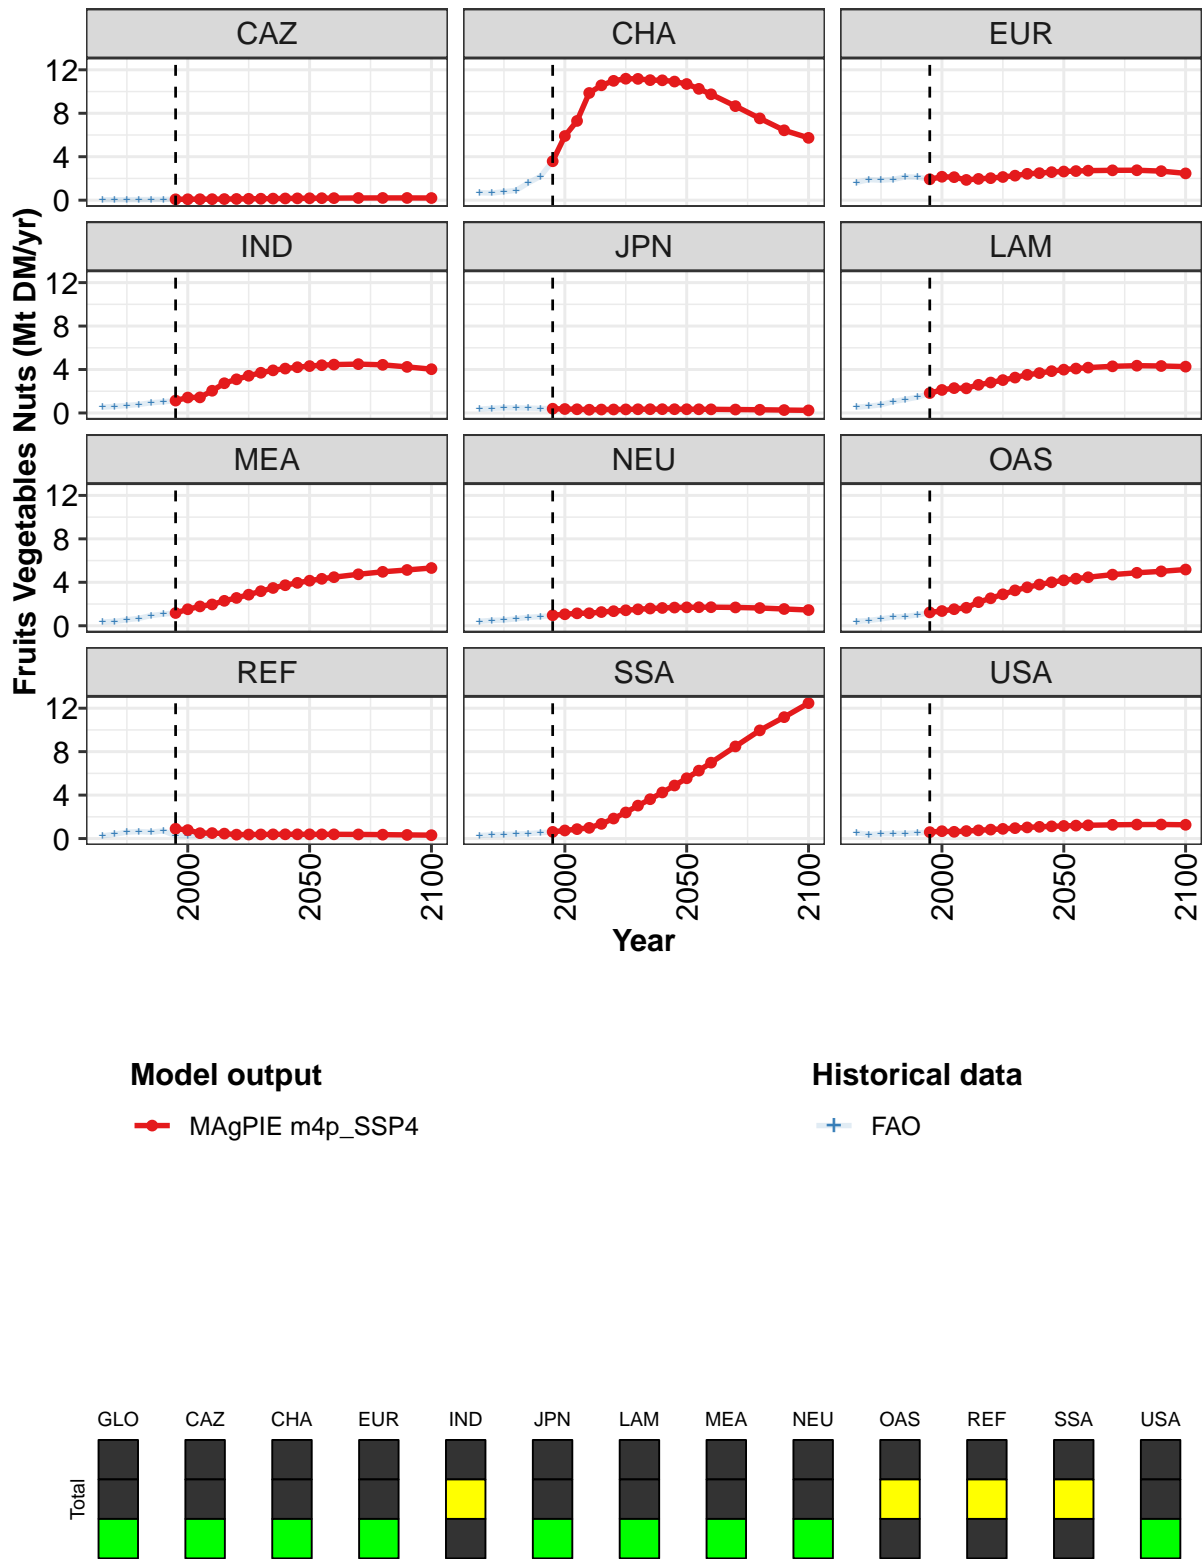 CAZ CHA EUR
12
8
4
0
IND JPN LAM
12
8
4
0
MEA NEU OAS
12
8
4
0
REF SSA USA
12
8
4
0
Fruits Vegetables Nuts (Mt DM/yr)
2000 2050 2100 2000 2050 2100 2000 2050 2100
Year
Model output Historical data
MAgPIE m4p_SSP4 FAO
GLO CAZ CHA EUR IND JPN LAM MEA NEU OAS REF SSA USA
Total